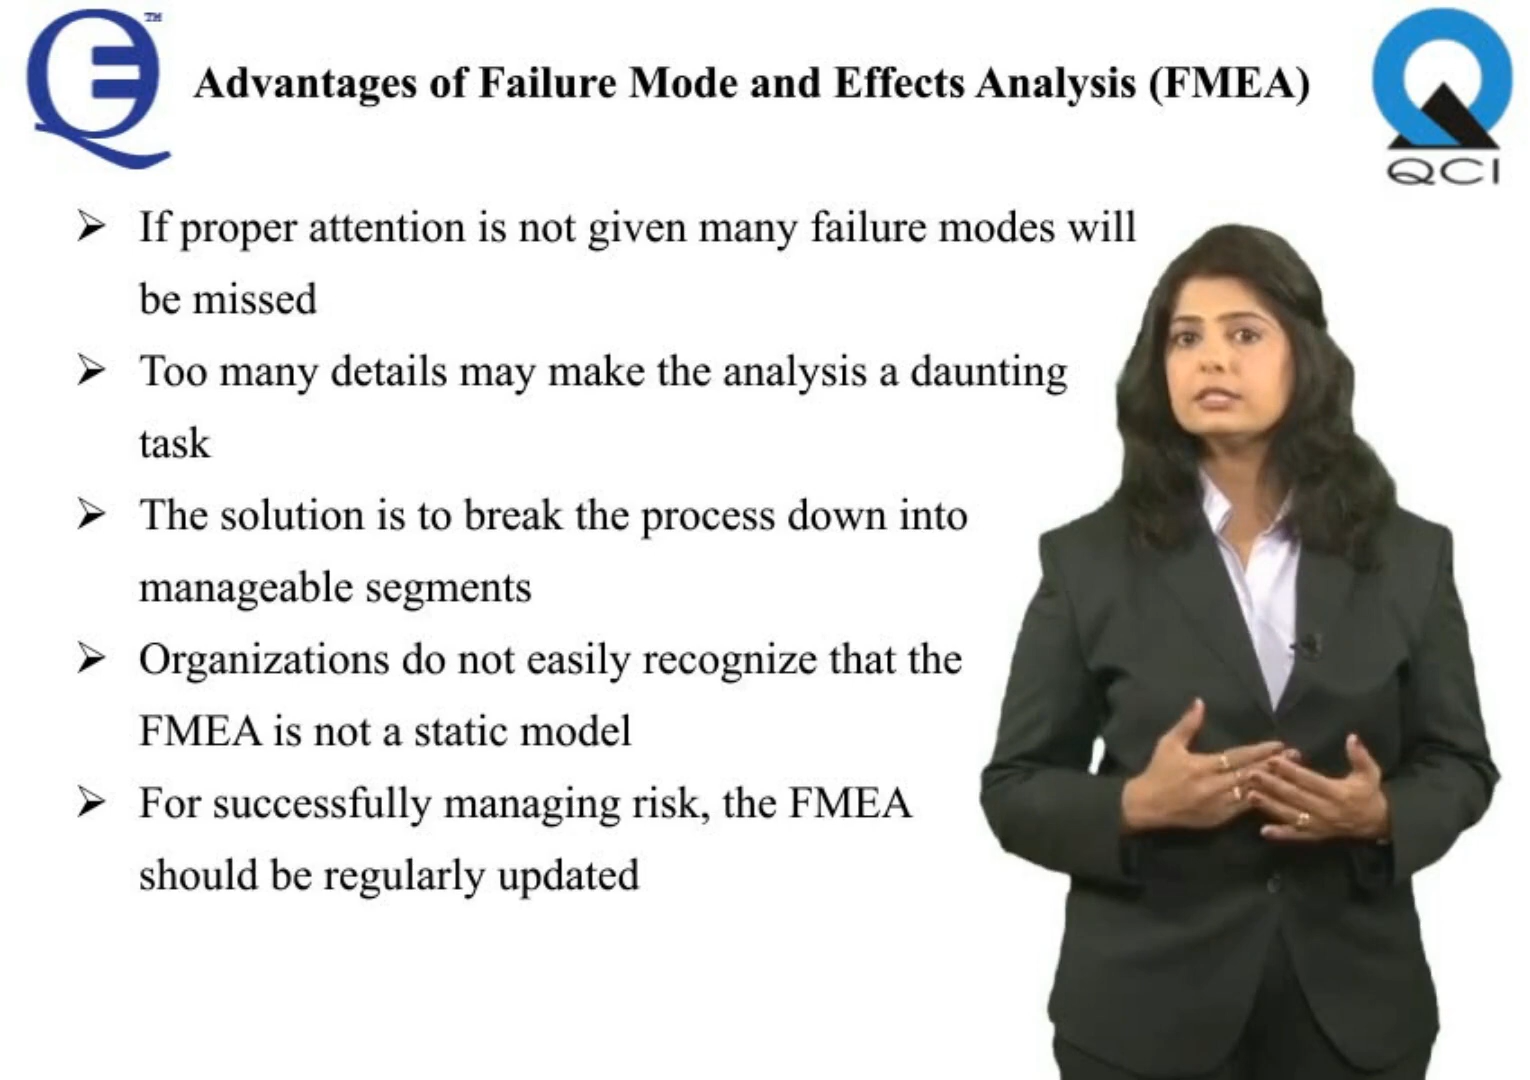 TM
Advantages of Failure Mode and Effects Analysis (FMEA)
QCI
➢ If proper attention is not given many failure modes will
be missed
➢ Too many details may make the analysis a daunting
task
➢ The solution is to break the process down into
manageable segments
➢ Organizations do not easily recognize that the
FMEA is not a static model
➢ For successfully managing risk, the FMEA
should be regularly updated